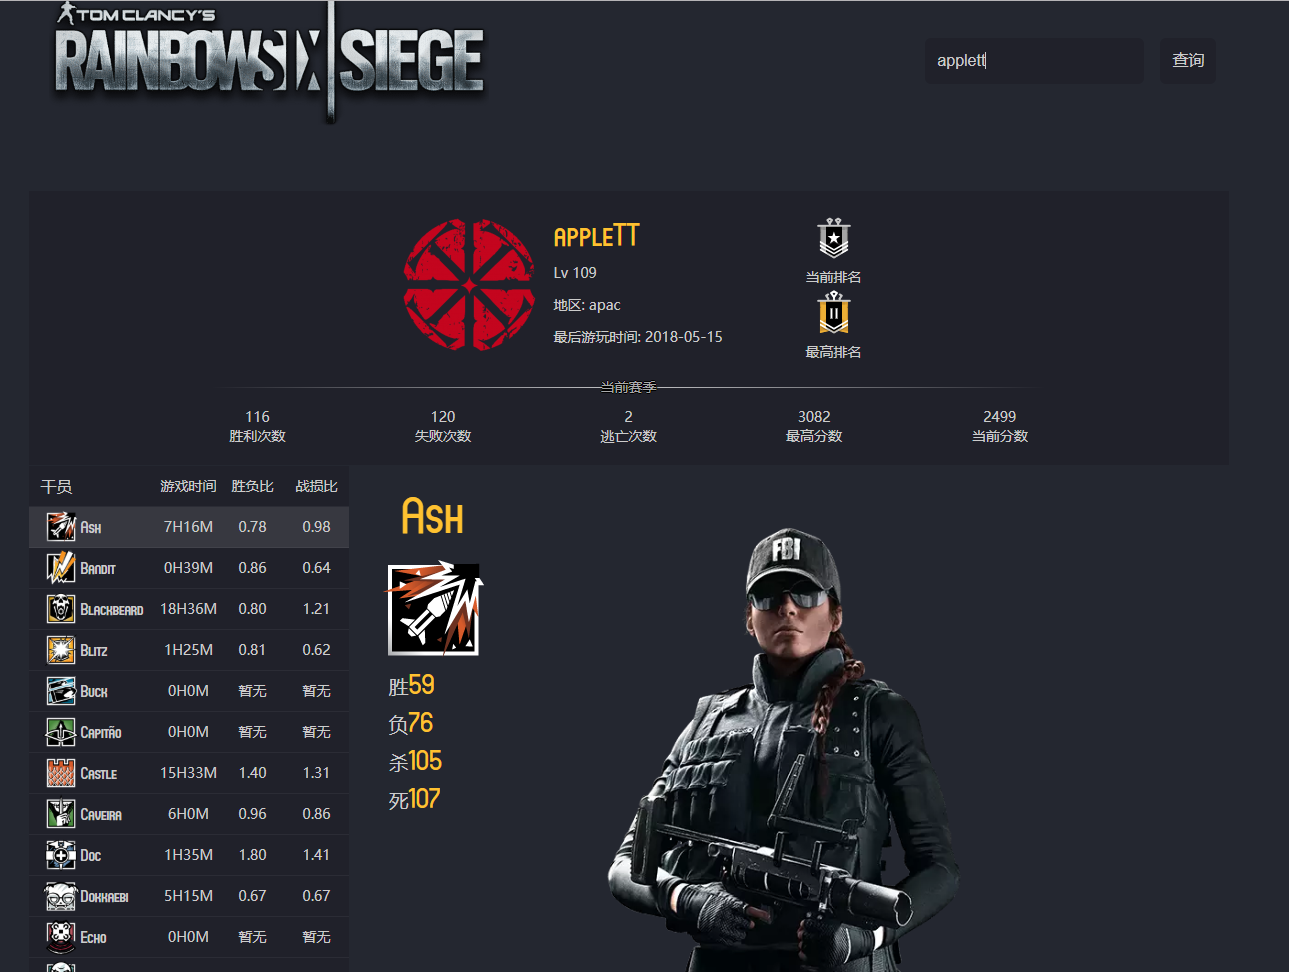 TOM CLANCY'S
RAINBOW SIX SIEGE
applett
查询
APPLETT
Lv 109
地区: apac
最后游玩时间: 2018-05-15
当前排名
II
最高排名
当前赛季
116 120 2 3082 2499
胜利次数 失败次数 逃亡次数 最高分数 当前分数
干员 游戏时间 胜负比 战损比
ASH 7H16M 0.78 0.98
BANDIT 0H39M 0.86 0.64
BLACKBEARD 18H36M 0.80 1.21
BLITZ 1H25M 0.81 0.62
BUCK 0H0M 暂无 暂无
CAPITÃO 0H0M 暂无 暂无
CASTLE 15H33M 1.40 1.31
CAVEIRA 6H0M 0.96 0.86
DOC 1H35M 1.80 1.41
DOKKAEBI 5H15M 0.67 0.67
ECHO 0H0M 暂无 暂无
ASH
胜59
负76
杀105
死107
FBI